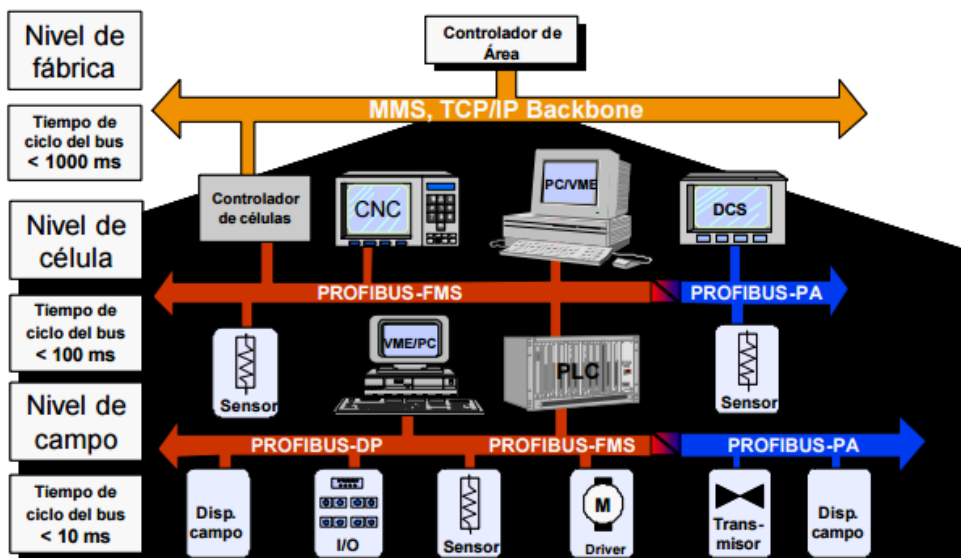 Nivel de
fábrica
Controlador de
Área
MMS, TCP/IP Backbone
Tiempo de
ciclo del bus
< 1000 ms
Controlador
de células
CNC
PC/VME
DCS
Nivel de
célula
PROFIBUS-FMS
PROFIBUS-PA
Tiempo de
ciclo del bus
< 100 ms
Sensor
VME/PC
PLC
Sensor
Nivel de
campo
PROFIBUS-DP
PROFIBUS-FMS
PROFIBUS-PA
Tiempo de
ciclo del bus
< 10 ms
Disp.
campo
I/O
Sensor
M
Driver
Trans-
misor
Disp.
campo